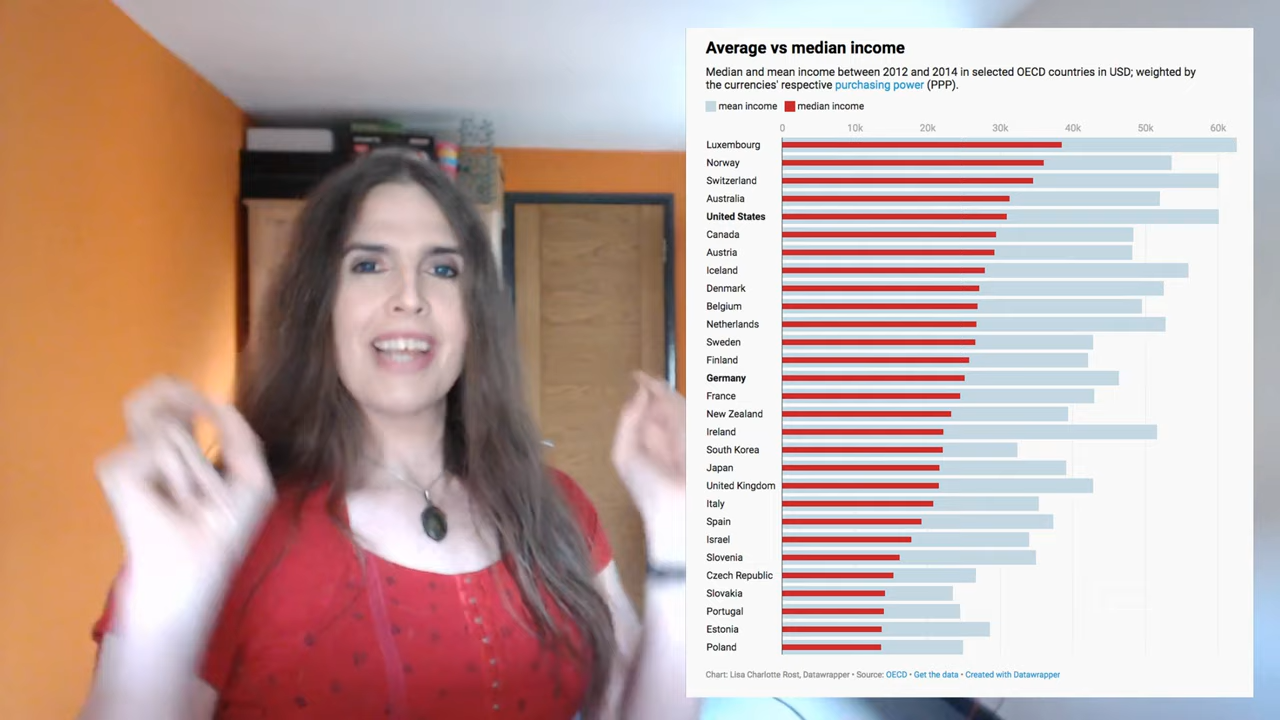 Average vs median income
Median and mean income between 2012 and 2014 in selected OECD countries in USD; weighted by
the currencies' respective purchasing power (PPP).
mean income median income
0 10k 20k 30k 40k 50k 60k
Luxembourg
Norway
Switzerland
Australia
United States
Canada
Austria
Iceland
Denmark
Belgium
Netherlands
Sweden
Finland
Germany
France
New Zealand
Ireland
South Korea
Japan
United Kingdom
Italy
Spain
Israel
Slovenia
Czech Republic
Slovakia
Portugal
Estonia
Poland
Chart: Lisa Charlotte Rost, Datawrapper • Source: OECD • Get the data • Created with Datawrapper